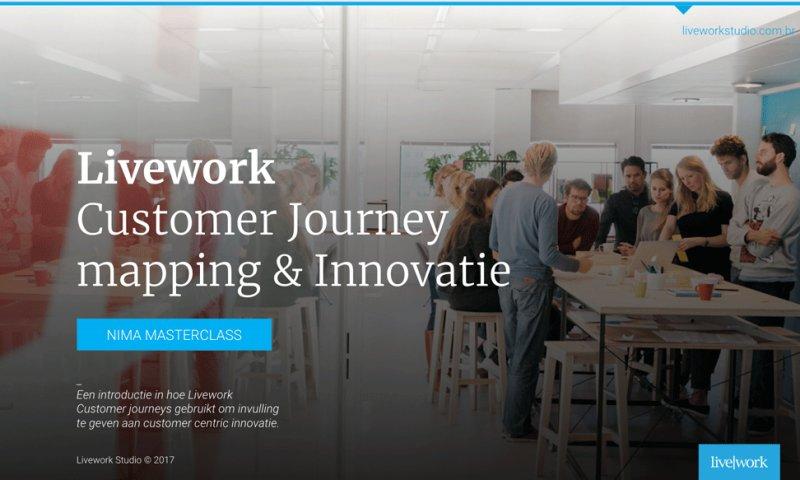 liveworkstudio.com.br
Livework
Customer Journey
mapping & Innovatie
NIMA MASTERCLASS
_
Een introductie in hoe Livework
Customer journeys gebruikt om invulling
te geven aan customer centric innovatie.
Livework Studio © 2017
live|work